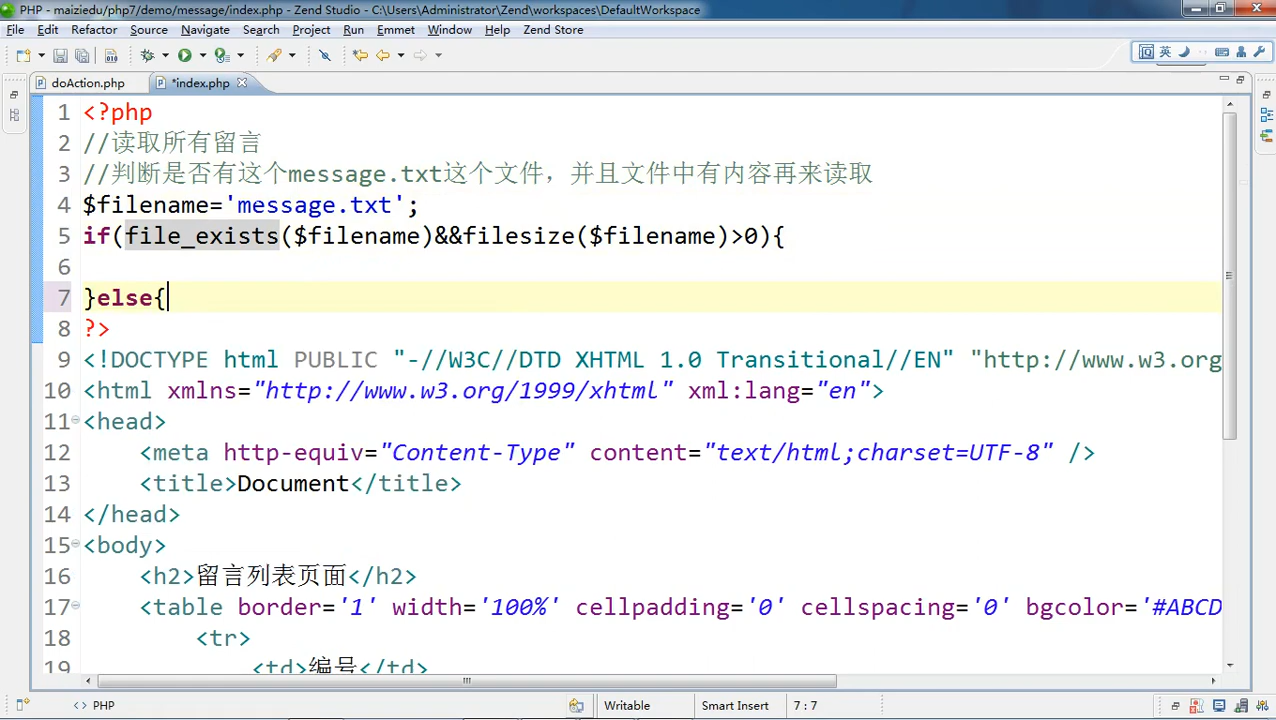 PHP - maiziedu/php7/demo/message/index.php - Zend Studio - C:\Users\Administrator\Zend\workspaces\DefaultWorkspace
File Edit Refactor Source Navigate Search Project Run Emmet Window Help Zend Store
英
doAction.php *index.php
1 <?php
2 //读取所有留言
3 //判断是否有这个message.txt这个文件，并且文件中有内容再来读取
4 $filename='message.txt';
5 if(file_exists($filename)&&filesize($filename)>0){
6
7 }else{
8 ?>
9 <!DOCTYPE html PUBLIC "-//W3C//DTD XHTML 1.0 Transitional//EN" "http://www.w3.org
10 <html xmlns="http://www.w3.org/1999/xhtml" xml:lang="en">
11 <head>
12 <meta http-equiv="Content-Type" content="text/html;charset=UTF-8" />
13 <title>Document</title>
14 </head>
15 <body>
16 <h2>留言列表页面</h2>
17 <table border='1' width='100%' cellpadding='0' cellspacing='0' bgcolor='#ABCD
18 <tr>
19 <td>编号</td>
<> PHP Writable Smart Insert 7 : 7